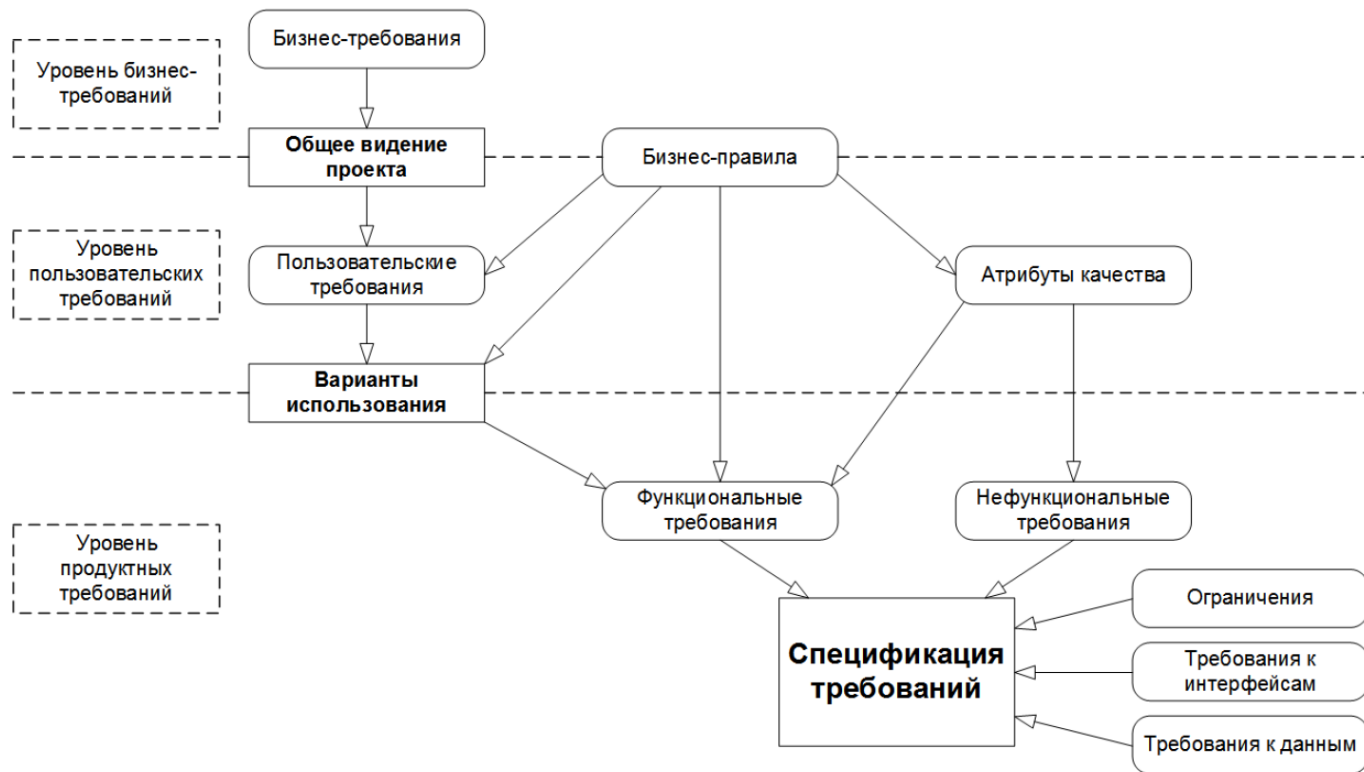 Бизнес-требования
Уровень бизнес-
требований
Общее видение
проекта
Бизнес-правила
Уровень
пользовательских
требований
Пользовательские
требования
Атрибуты качества
Варианты
использования
Функциональные
требования
Нефункциональные
требования
Уровень
продуктных
требований
Ограничения
Спецификация
требований
Требования к
интерфейсам
Требования к данным